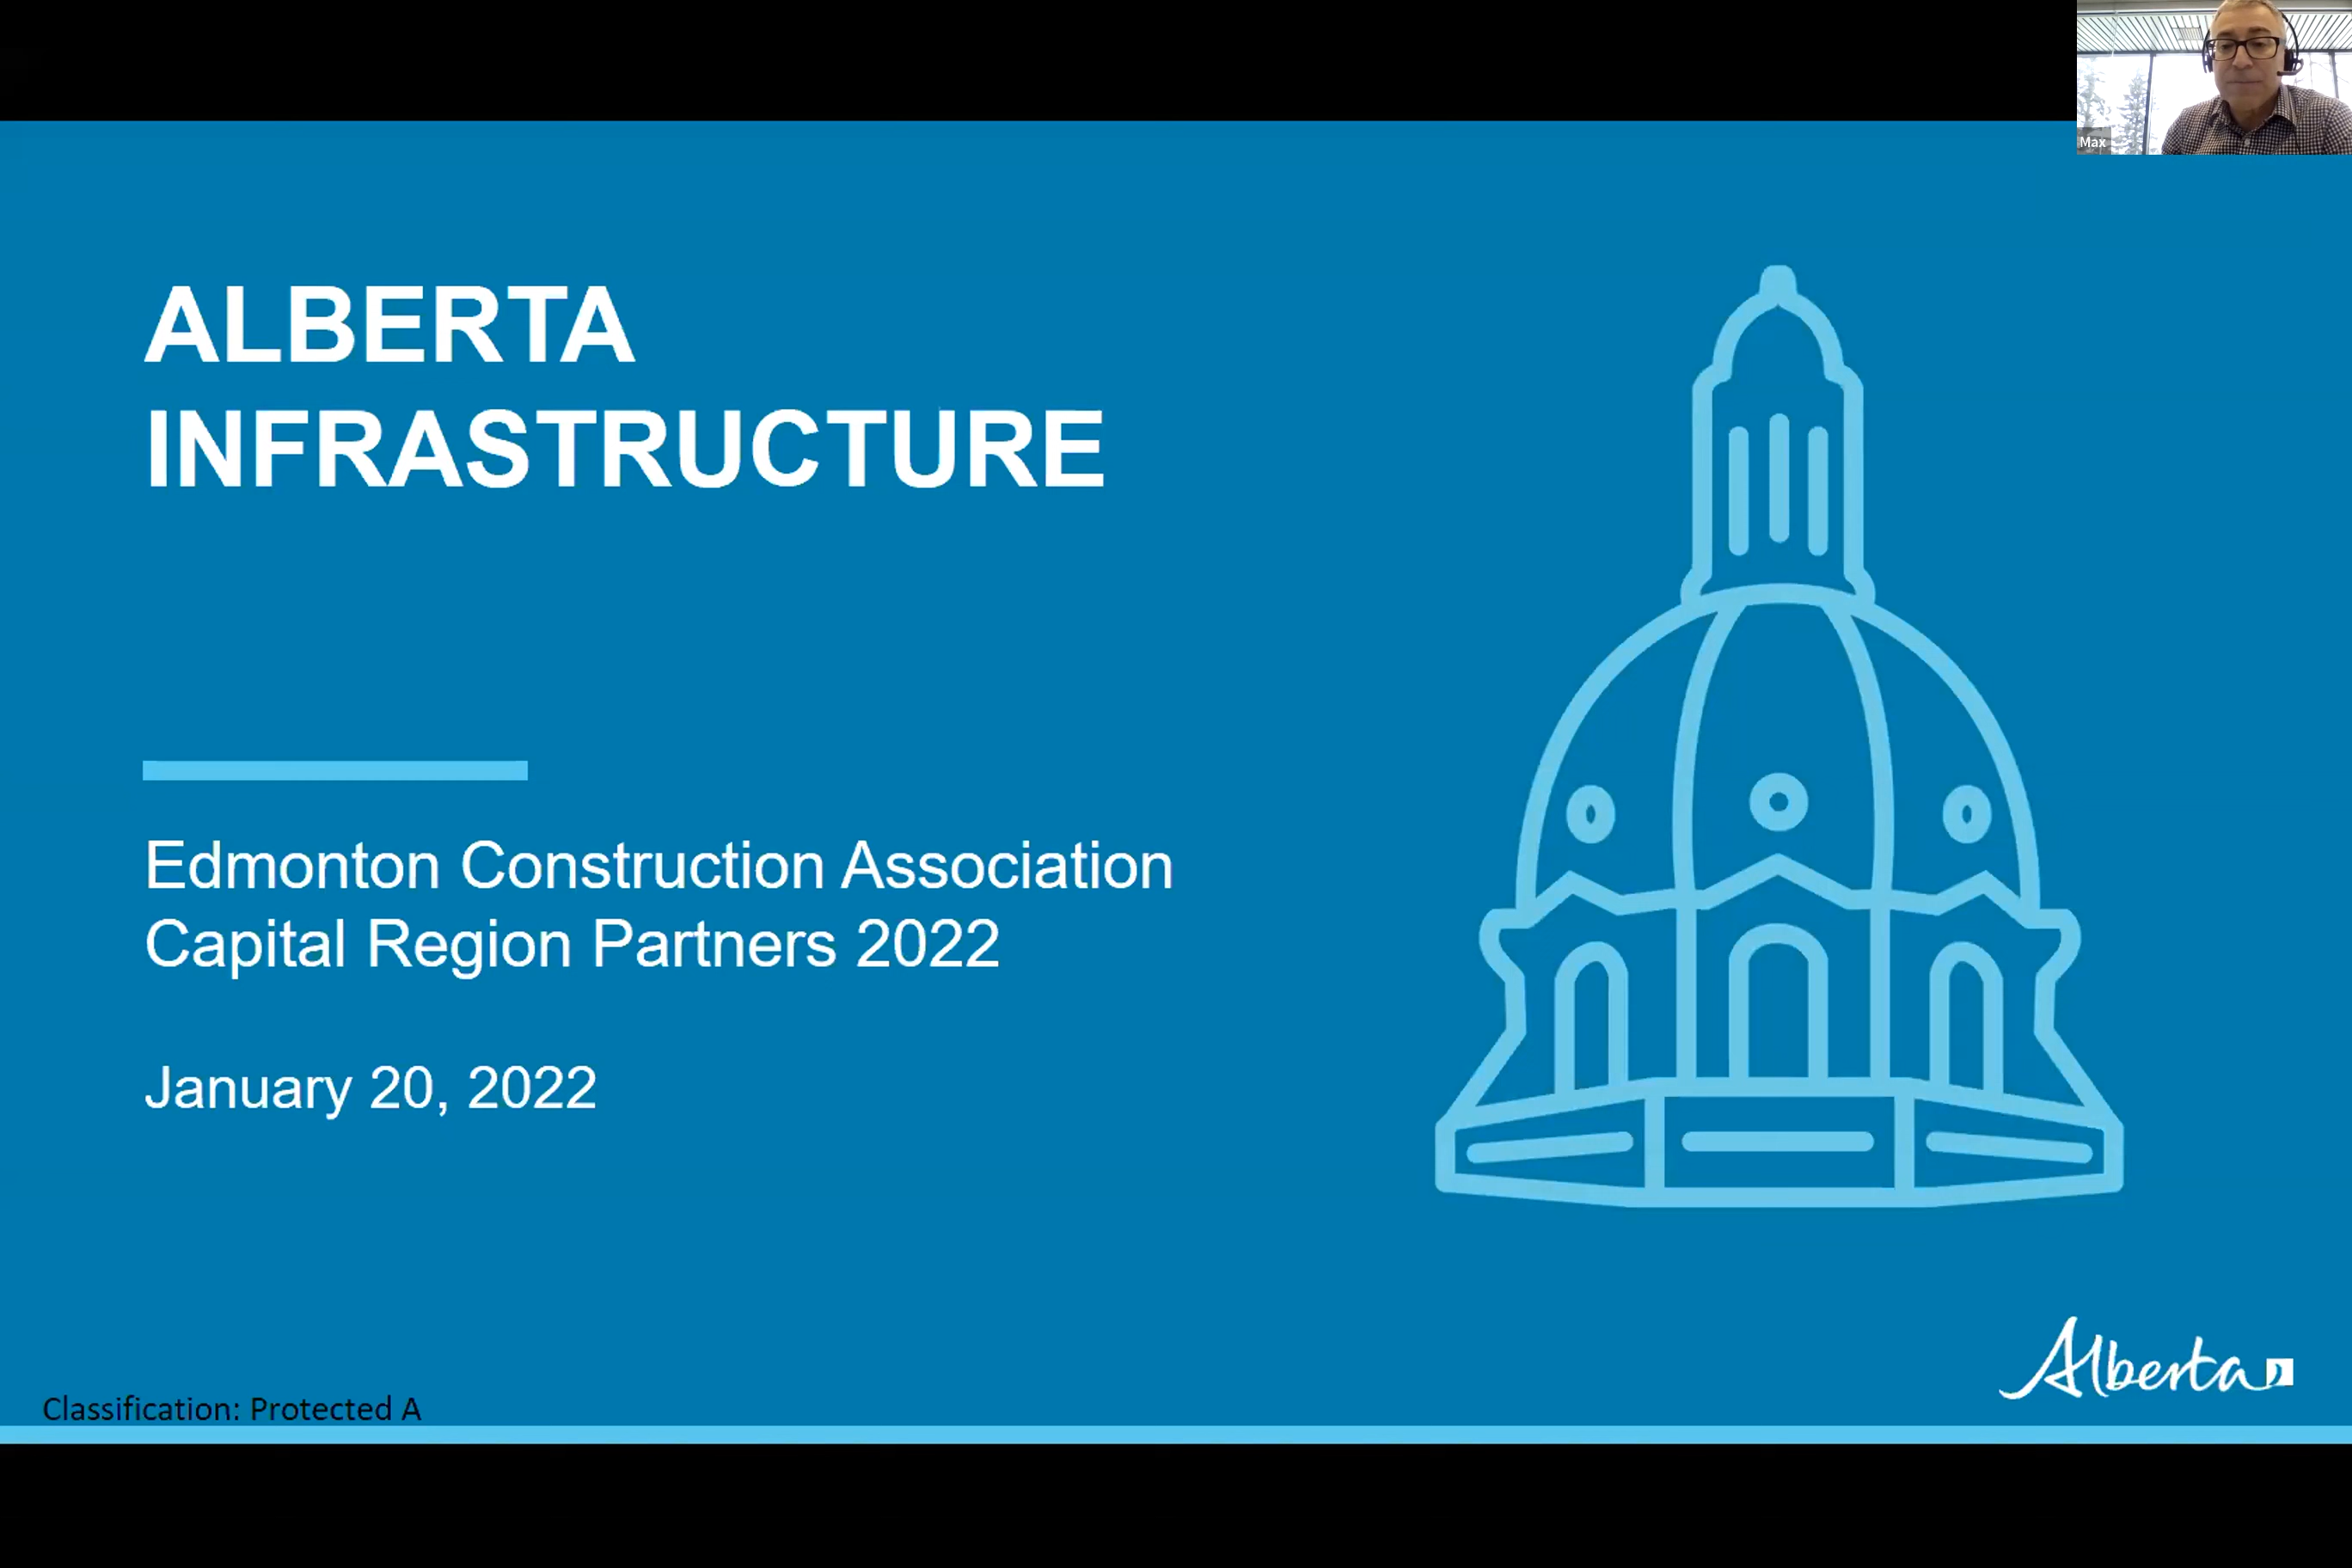 Max
ALBERTA
INFRASTRUCTURE
Edmonton Construction Association
Capital Region Partners 2022
January 20, 2022
Alberta
Classification: Protected A